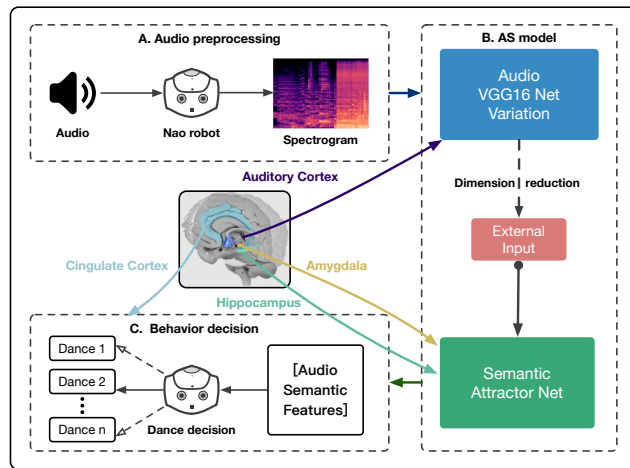 A. Audio preprocessing
Audio
Nao robot
Spectrogram
B. AS model
Audio
VGG16 Net
Variation
Dimension reduction
External
Input
Semantic
Attractor Net
Auditory Cortex
Cingulate Cortex
Amygdala
Hippocampus
C. Behavior decision
Dance 1
Dance 2
Dance n
Dance decision
[Audio
Semantic
Features]